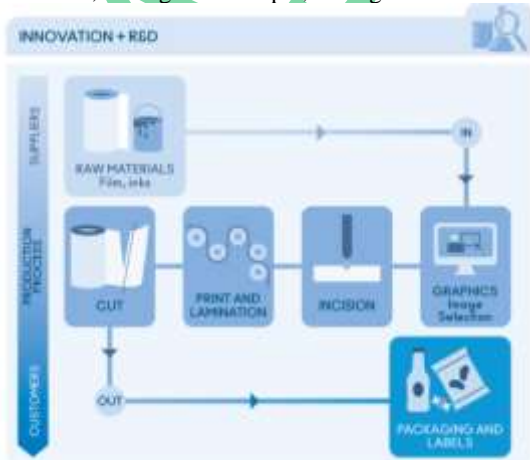 INNOVATION + R&D
SUPPLIERS
RAW MATERIALS
Film, inks
IN
PRODUCTION
PROCESS
CUT
PRINT AND
LAMINATION
INCISION
GRAPHICS
Image
Selection
CUSTOMERS
OUT
PACKAGING AND
LABELS